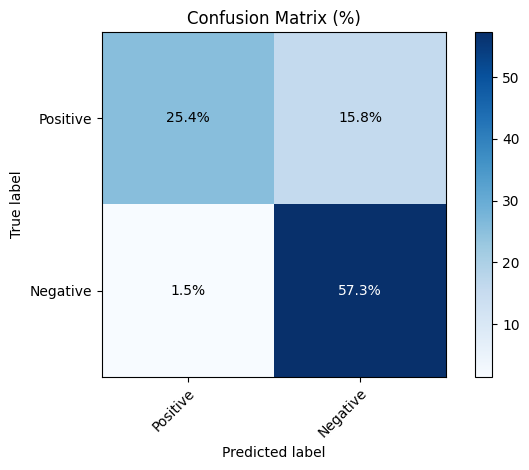 Confusion Matrix (%)
True label
Positive
25.4%
15.8%
Negative
1.5%
57.3%
Positive
Negative
Predicted label
50
40
30
20
10